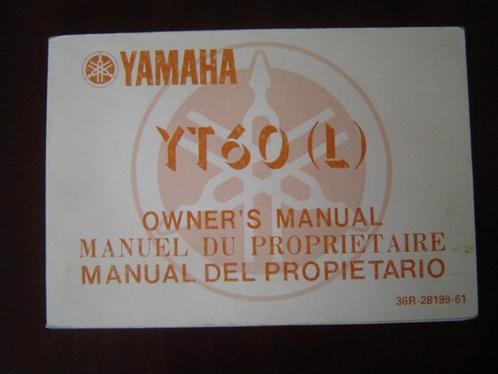 YAMAHA
YT60 (L)
OWNER'S MANUAL
MANUEL DU PROPRIETAIRE
MANUAL DEL PROPIETARIO
36R-28199-61